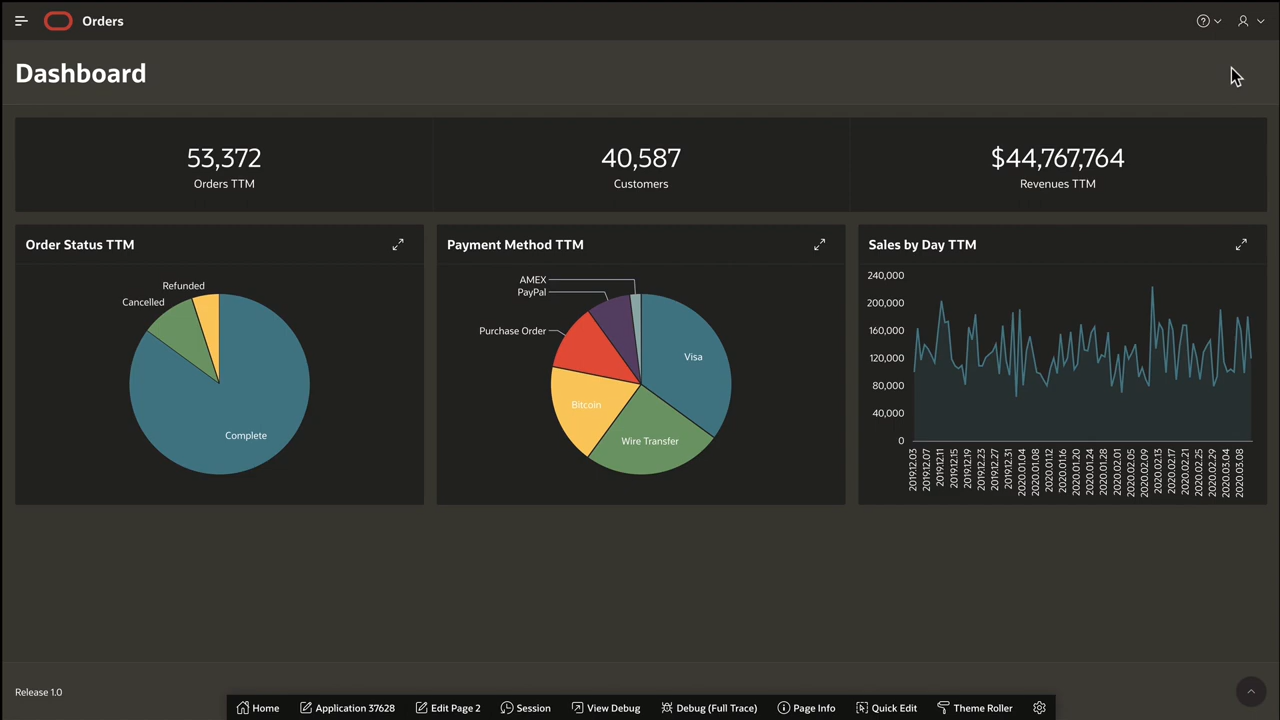 Orders
Dashboard
53,372
Orders TTM
40,587
Customers
$44,767,764
Revenues TTM
Order Status TTM
Refunded
Cancelled
Complete
Payment Method TTM
AMEX
PayPal
Purchase Order
Visa
Bitcoin
Wire Transfer
Sales by Day TTM
240,000
200,000
160,000
120,000
80,000
40,000
0
2019.12.03
2019.12.07
2019.12.11
2019.12.15
2019.12.19
2019.12.23
2019.12.27
2019.12.31
2020.01.04
2020.01.08
2020.01.12
2020.01.16
2020.01.20
2020.01.24
2020.01.28
2020.02.01
2020.02.05
2020.02.09
2020.02.13
2020.02.17
2020.02.21
2020.02.25
2020.02.29
2020.03.04
2020.03.08
Release 1.0
Home
Application 37628
Edit Page 2
Session
View Debug
Debug (Full Trace)
Page Info
Quick Edit
Theme Roller